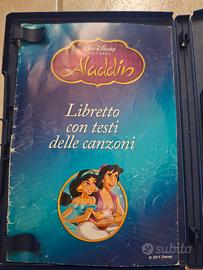 Walt Disney
PICTURES
Aladdin
Libretto
con testi
delle canzoni
© 2011 Disney
subito